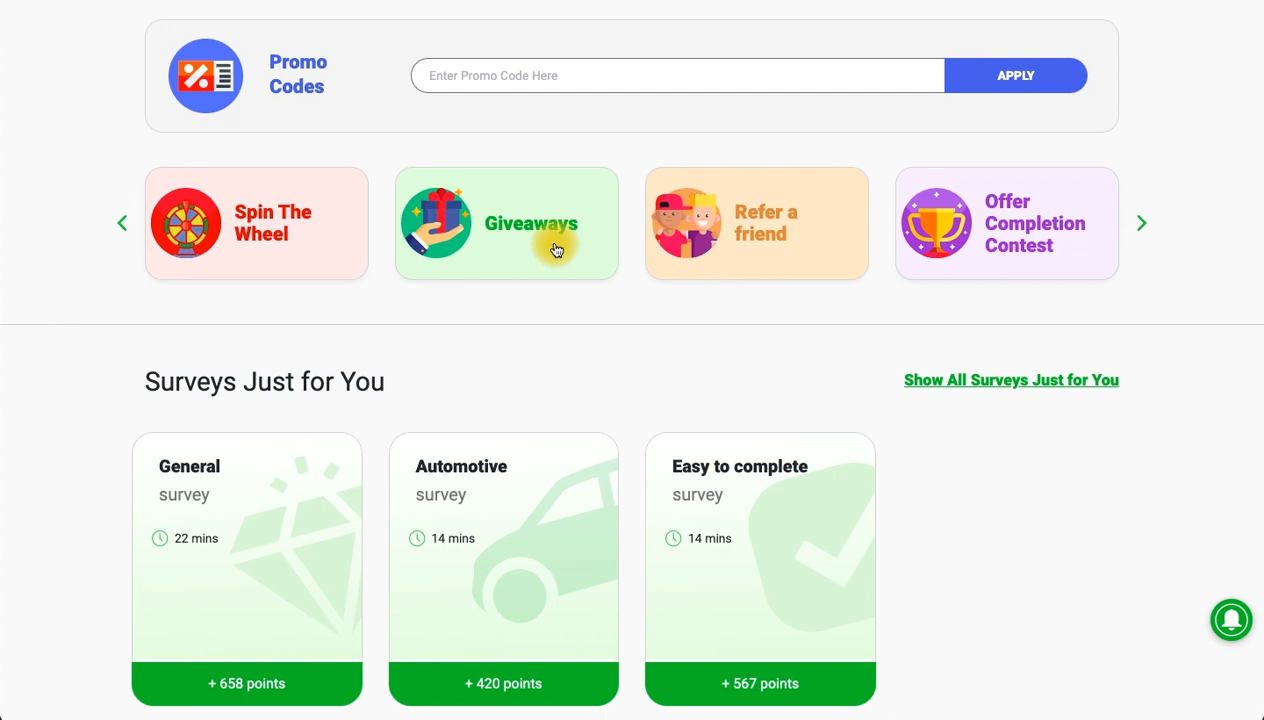 Promo
Codes
Enter Promo Code Here
APPLY
Spin The
Wheel
Giveaways
Refer a
friend
Offer
Completion
Contest
Surveys Just for You
Show All Surveys Just for You
General
survey
22 mins
+ 658 points
Automotive
survey
14 mins
+ 420 points
Easy to complete
survey
14 mins
+ 567 points